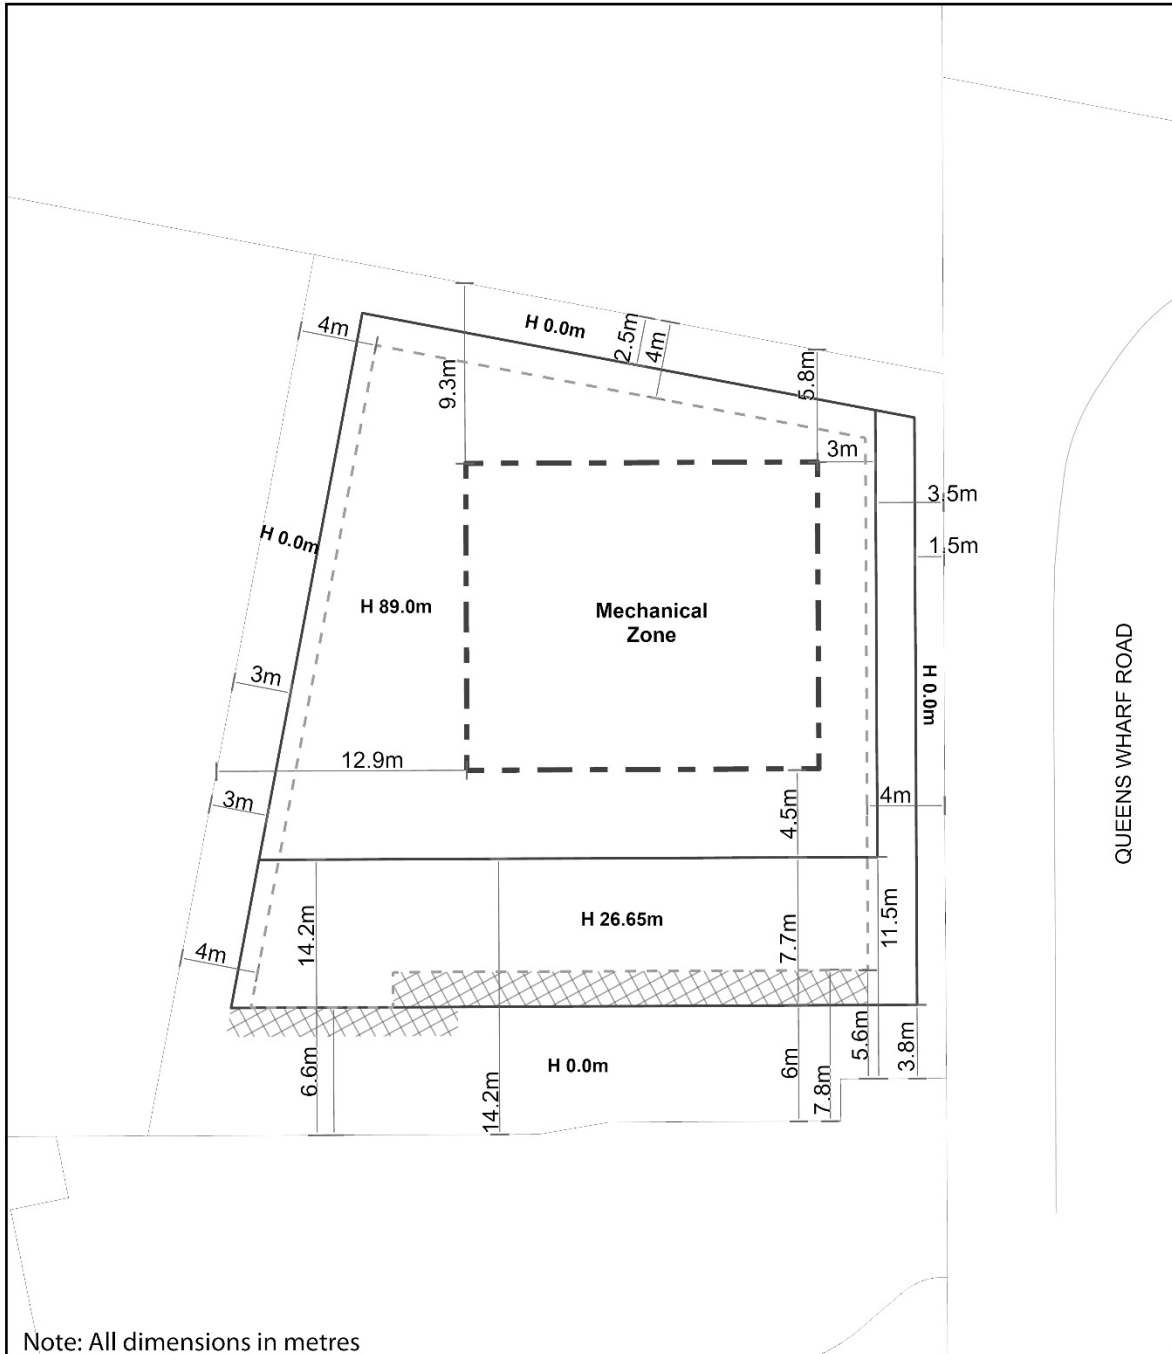 H 0.0m
4m
2.5m
4m
9.3m
5.8m
3m
3.5m
H 0.0m
1.5m
H 89.0m
Mechanical
Zone
H 0.0m
QUEENS WHARF ROAD
3m
12.9m
3m
4.5m
4m
14.2m
H 26.65m
7.7m
11.5m
4m
6.6m
14.2m
H 0.0m
6m
7.8m
5.6m
3.8m
Note: All dimensions in metres